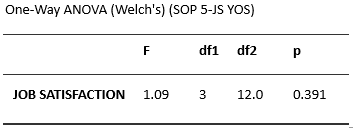 One-Way ANOVA (Welch's) (SOP 5-JS YOS)
F df1 df2 p
JOB SATISFACTION 1.09 3 12.0 0.391